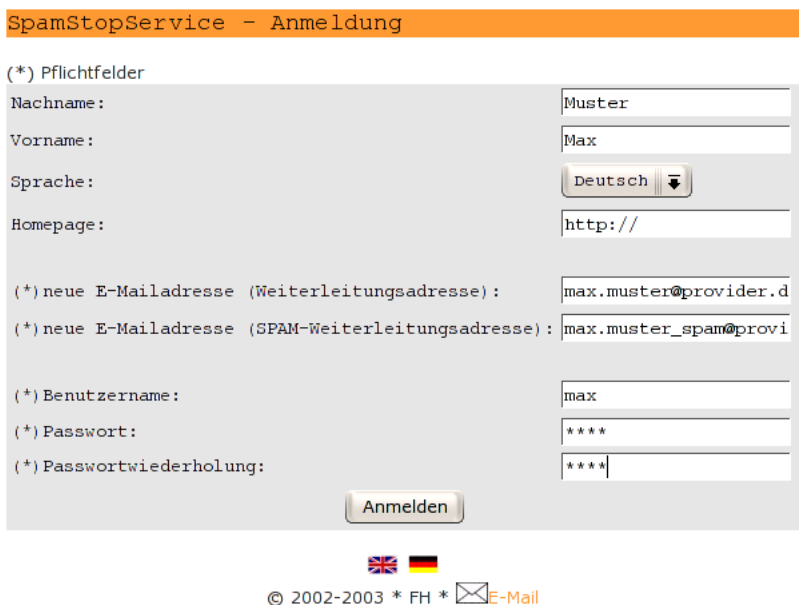 SpamStopService - Anmeldung
(*) Pflichtfelder
Nachname: Muster
Vorname: Max
Sprache: Deutsch
Homepage: http://
(*)neue E-Mailadresse (Weiterleitungsadresse): max.muster@provider.d
(*)neue E-Mailadresse (SPAM-Weiterleitungsadresse): max.muster_spam@provi
(*)Benutzername: max
(*)Passwort: ****
(*)Passwortwiederholung: ****
Anmelden
© 2002-2003 * FH * E-Mail